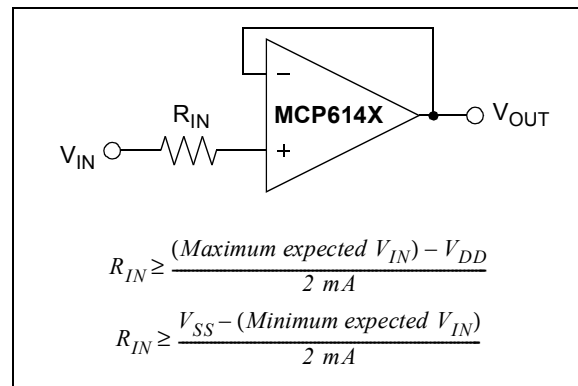 −
MCP614X
V_OUT
R_IN
V_IN
+
R_IN ≥ (Maximum expected V_IN) − V_DD
2 mA
R_IN ≥ V_SS − (Minimum expected V_IN)
2 mA